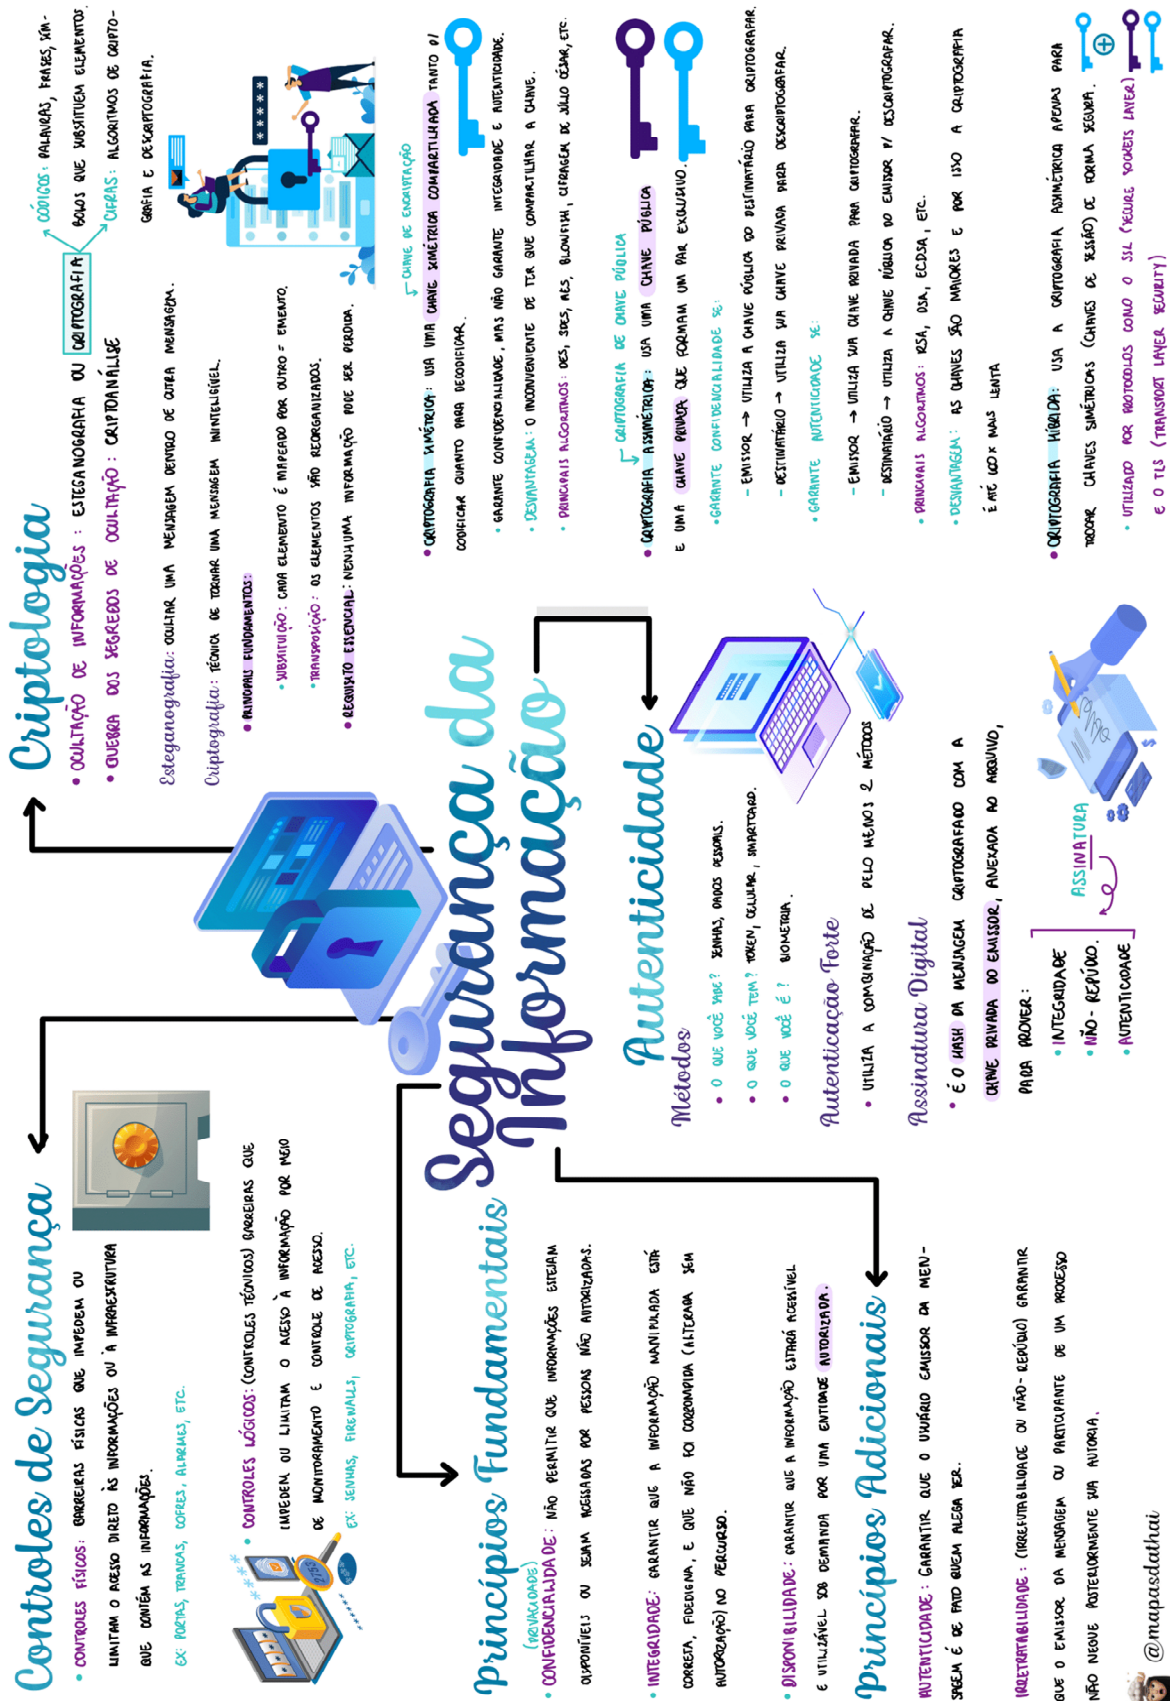 Segurança da
Informação
Controles de Segurança
• CONTROLES FÍSICOS: BARREIRAS FÍSICAS QUE IMPEDEM OU
LIMITAM O ACESSO DIRETO ÀS INFORMAÇÕES OU À INFRAESTRUTURA
QUE CONTÉM AS INFORMAÇÕES.
EX: PORTAS, TRANCAS, COFRES, ALARMES, ETC.
• CONTROLES LÓGICOS: (CONTROLES TÉCNICOS) BARREIRAS QUE
IMPEDEM OU LIMITAM O ACESSO À INFORMAÇÃO POR MEIO
DE MONITORAMENTO E CONTROLE DE ACESSO.
EX: SENHAS, FIREWALLS, CRIPTOGRAFIA, ETC.
2753
Princípios Fundamentais
(PRIVACIDADE)
• CONFIDENCIALIDADE: NÃO PERMITIR QUE INFORMAÇÕES ESTEJAM
DISPONÍVEIS OU SEJAM ACESSADAS POR PESSOAS NÃO AUTORIZADAS.
• INTEGRIDADE: GARANTIR QUE A INFORMAÇÃO MANIPULADA ESTÁ
CORRETA, FIDEDIGNA, E QUE NÃO FOI CORROMPIDA (ALTERADA SEM
AUTORIZAÇÃO) NO PERCURSO.
• DISPONIBILIDADE: GARANTIR QUE A INFORMAÇÃO ESTARÁ ACESSÍVEL
E UTILIZÁVEL SOB DEMANDA POR UMA ENTIDADE AUTORIZADA.
Princípios Adicionais
AUTENTICIDADE: GARANTIR QUE O USUÁRIO EMISSOR DA MEN-
SAGEM É DE FATO QUEM ALEGA SER.
IRRETRATABILIDADE: (IRREFUTABILIDADE OU NÃO-REPÚDIO) GARANTIR
QUE O EMISSOR DA MENSAGEM OU PARTICIPANTE DE UM PROCESSO
NÃO NEGUE POSTERIORMENTE SUA AUTORIA.
@mapasdathai
Criptologia
• OCULTAÇÃO DE INFORMAÇÕES: ESTEGANOGRAFIA OU CRIPTOGRAFIA
• QUEBRA DOS SEGREDOS DE OCULTAÇÃO: CRIPTOANÁLISE
CÓDIGOS: PALAVRAS, FRASES, SÍM-
BOLOS QUE SUBSTITUEM ELEMENTOS
CIFRAS: ALGORITMOS DE CRIPTO-
GRAFIA E DESCRIPTOGRAFIA.
Esteganografia: OCULTAR UMA MENSAGEM DENTRO DE OUTRA MENSAGEM.
Criptografia: TÉCNICA DE TORNAR UMA MENSAGEM ININTELIGÍVEL.
• PRINCIPAIS FUNDAMENTOS:
• SUBSTITUIÇÃO: CADA ELEMENTO É MAPEADO POR OUTRO = EMENTO.
• TRANSPOSIÇÃO: OS ELEMENTOS SÃO REORGANIZADOS.
• REQUISITO ESSENCIAL: NENHUMA INFORMAÇÃO PODE SER PERDIDA.
*****
CHAVE DE ENCRIPTAÇÃO
• CRIPTOGRAFIA SIMÉTRICA: USA UMA CHAVE SIMÉTRICA COMPARTILHADA TANTO P/
CODIFICAR QUANTO PARA DECODIFICAR.
• GARANTE CONFIDENCIALIDADE, MAS NÃO GARANTE INTEGRIDADE E AUTENTICIDADE.
• DESVANTAGEM: O INCONVENIENTE DE TER QUE COMPARTILHAR A CHAVE.
• PRINCIPAIS ALGORITMOS: DES, 3DES, AES, BLOWFISH, CIFRAGEM DE JÚLIO CÉSAR, ETC.
CRIPTOGRAFIA DE CHAVE PÚBLICA
• CRIPTOGRAFIA ASSIMÉTRICA: USA UMA CHAVE PÚBLICA
E UMA CHAVE PRIVADA QUE FORMAM UM PAR EXCLUSIVO.
• GARANTE CONFIDENCIALIDADE SE:
– EMISSOR → UTILIZA A CHAVE PÚBLICA DO DESTINATÁRIO PARA CRIPTOGRAFAR.
– DESTINATÁRIO → UTILIZA SUA CHAVE PRIVADA PARA DESCRIPTOGRAFAR.
• GARANTE AUTENTICIDADE SE:
– EMISSOR → UTILIZA SUA CHAVE PRIVADA PARA CRIPTOGRAFAR.
– DESTINATÁRIO → UTILIZA A CHAVE PÚBLICA DO EMISSOR P/ DESCRIPTOGRAFAR.
• PRINCIPAIS ALGORITMOS: RSA, DSA, ECDSA, ETC.
• DESVANTAGEM: AS CHAVES SÃO MAIORES E POR ISSO A CRIPTOGRAFIA
É ATÉ 60X MAIS LENTA
• CRIPTOGRAFIA HÍBRIDA: USA A CRIPTOGRAFIA ASSIMÉTRICA APENAS PARA
TROCAR CHAVES SIMÉTRICAS (CHAVES DE SESSÃO) DE FORMA SEGURA.
• UTILIZADO POR PROTOCOLOS COMO O SSL (SECURE SOCKETS LAYER)
E O TLS (TRANSPORT LAYER SECURITY)
Autenticidade
Métodos
• O QUE VOCÊ SABE? SENHAS, DADOS PESSOAIS.
• O QUE VOCÊ TEM? TOKEN, CELULAR, SMARTCARD.
• O QUE VOCÊ É? BIOMETRIA.
Autenticação Forte
• UTILIZA A COMBINAÇÃO DE PELO MENOS 2 MÉTODOS
Assinatura Digital
• É O HASH DA MENSAGEM CRIPTOGRAFADO COM A
CHAVE PRIVADA DO EMISSOR, ANEXADA AO ARQUIVO,
PARA PROVER:
• INTEGRIDADE
• NÃO-REPÚDIO.
• AUTENTICIDADE
ASSINATURA